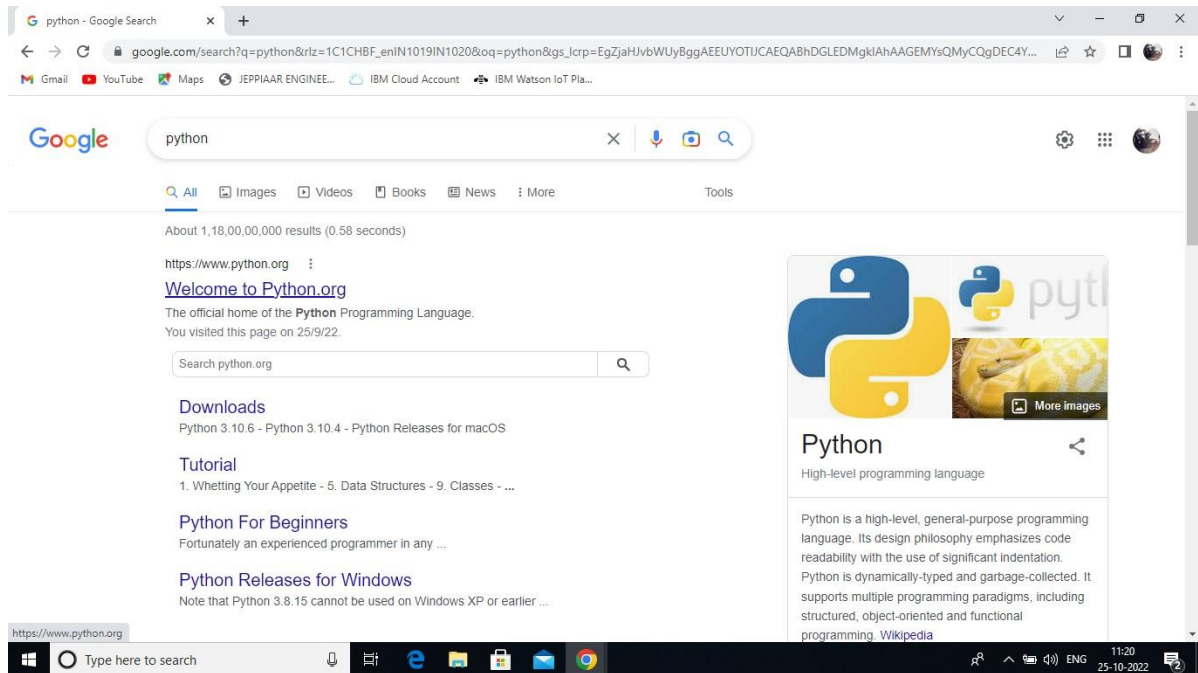 python - Google Search
google.com/search?q=python&rlz=1C1CHBF_enIN1019IN1020&oq=python&gs_lcrp=EgZjaHJvbWUyBggAEEUYOTIJCAEQABhDGLEDMgkIAhAAGEMYsQMyCQgDEC4Y...
Gmail YouTube Maps JEPPIAAR ENGINEE... IBM Cloud Account IBM Watson IoT Pla...
Google
python
All Images Videos Books News More Tools
About 1,18,00,00,000 results (0.58 seconds)
https://www.python.org
Welcome to Python.org
The official home of the Python Programming Language.
You visited this page on 25/9/22.
Search python.org
Downloads
Python 3.10.6 - Python 3.10.4 - Python Releases for macOS
Tutorial
1. Whetting Your Appetite - 5. Data Structures - 9. Classes - ...
Python For Beginners
Fortunately an experienced programmer in any ...
Python Releases for Windows
Note that Python 3.8.15 cannot be used on Windows XP or earlier ...
pyt
More images
Python
High-level programming language
Python is a high-level, general-purpose programming
language. Its design philosophy emphasizes code
readability with the use of significant indentation.
Python is dynamically-typed and garbage-collected. It
supports multiple programming paradigms, including
structured, object-oriented and functional
programming. Wikipedia
https://www.python.org
Type here to search
ENG
11:20
25-10-2022
2